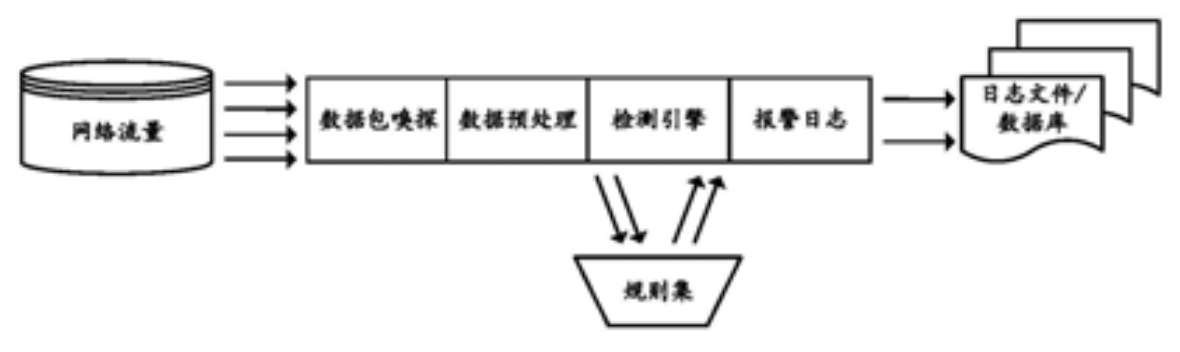 网络流量
数据包嗅探
数据预处理
检测引擎
报警日志
日志文件/
数据库
规则集